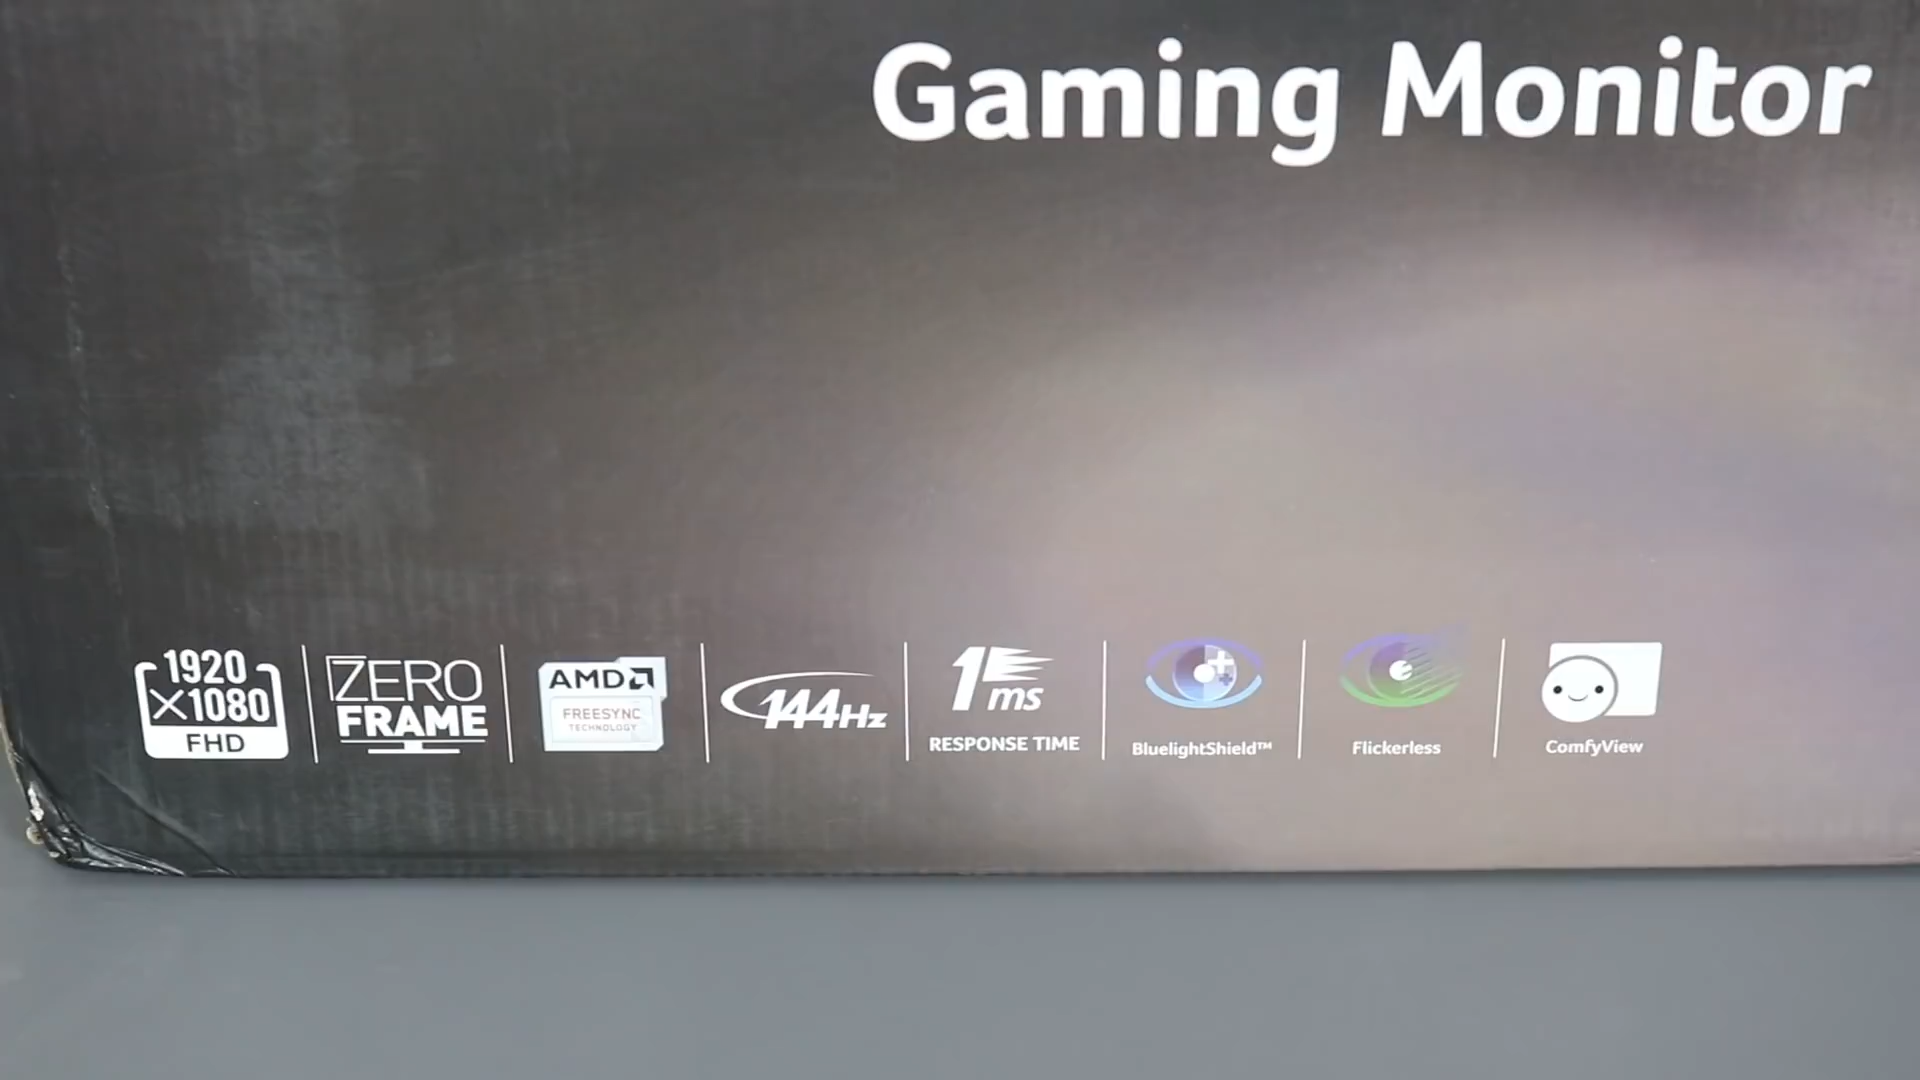 Gaming Monitor
1920
X1080
FHD
ZERO
FRAME
AMD
FREESYNC
TECHNOLOGY
144Hz
1ms
RESPONSE TIME
BluelightShield™
Flickerless
ComfyView